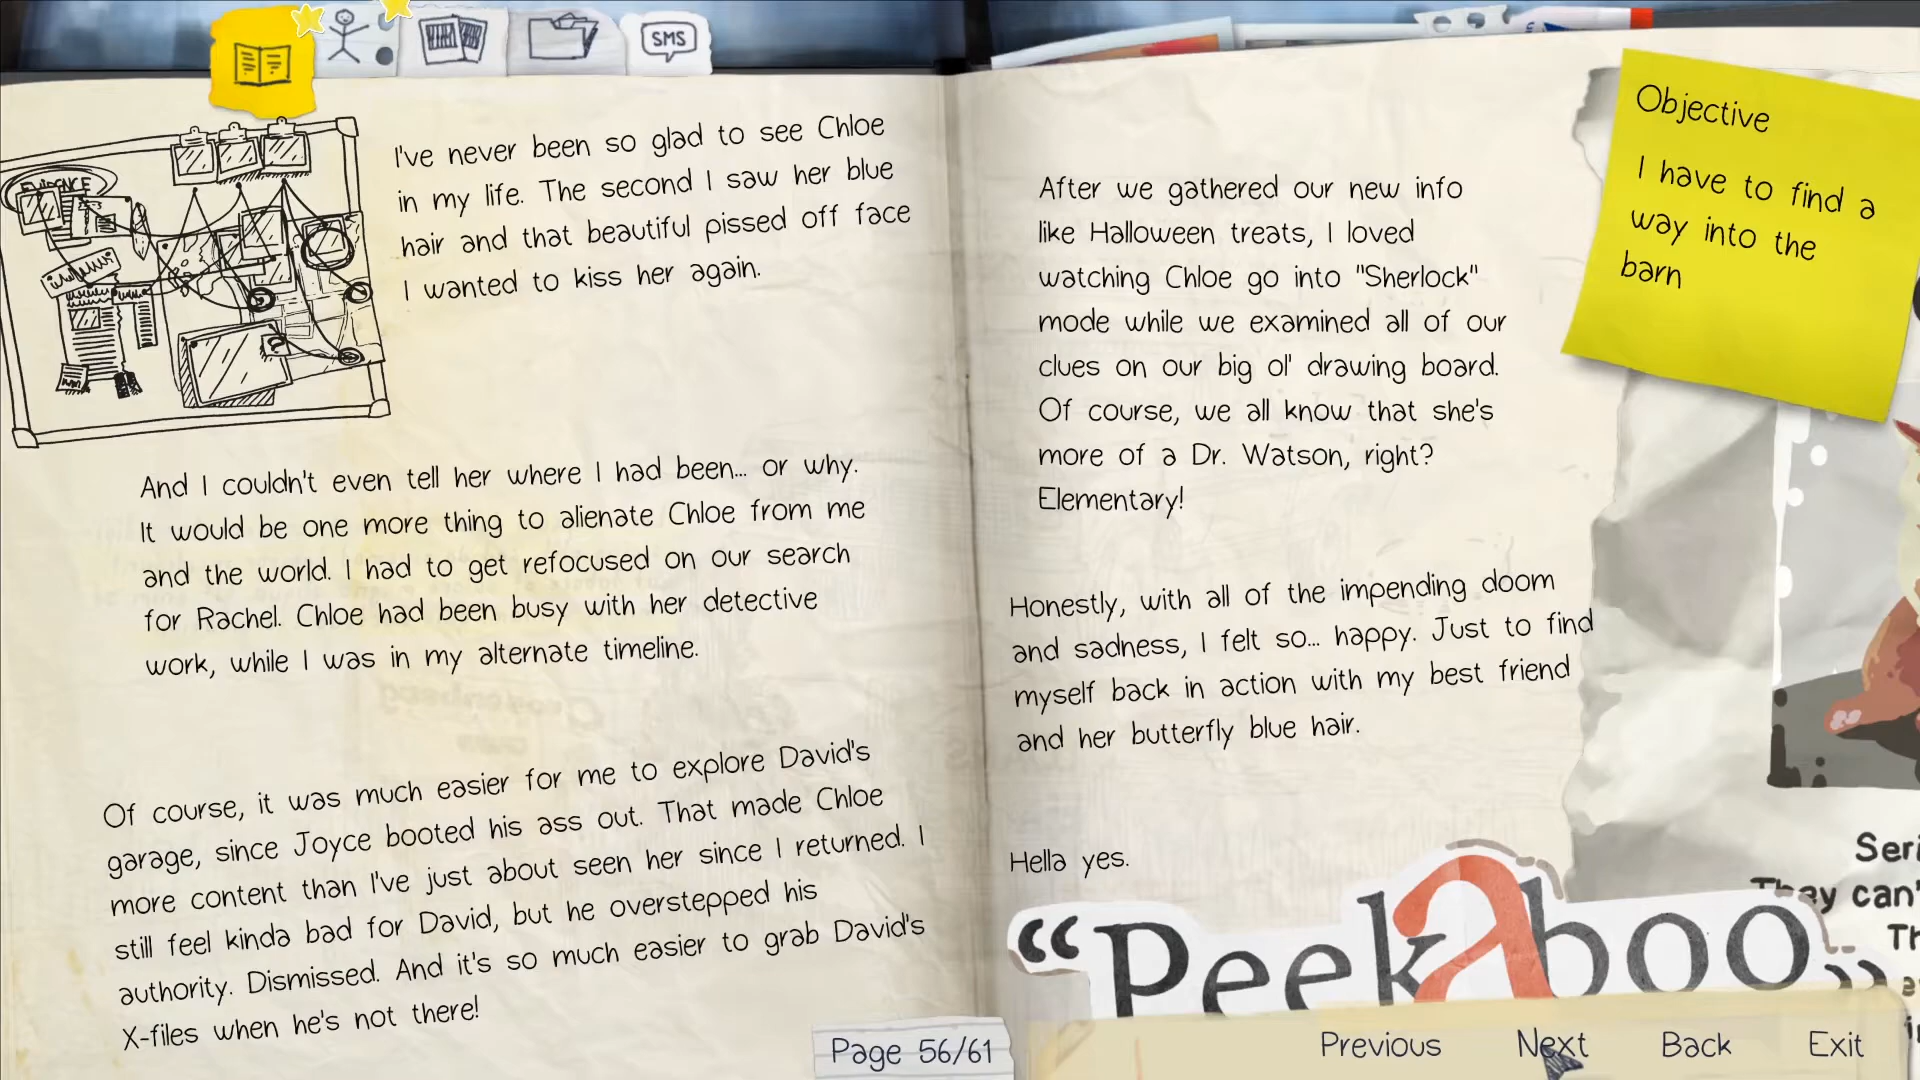 SMS
EVIDENCE
I've never been so glad to see Chloe
in my life. The second I saw her blue
hair and that beautiful pissed off face
I wanted to kiss her again.
And I couldn't even tell her where I had been... or why.
It would be one more thing to alienate Chloe from me
and the world. I had to get refocused on our search
for Rachel. Chloe had been busy with her detective
work, while I was in my alternate timeline.
Of course, it was much easier for me to explore David's
garage, since Joyce booted his ass out. That made Chloe
more content than I've just about seen her since I returned. I
still feel kinda bad for David, but he overstepped his
authority. Dismissed. And it's so much easier to grab David's
X-files when he's not there!
Page 56/61
After we gathered our new info
like Halloween treats, I loved
watching Chloe go into "Sherlock"
mode while we examined all of our
clues on our big ol' drawing board.
Of course, we all know that she's
more of a Dr. Watson, right?
Elementary!
Honestly, with all of the impending doom
and sadness, I felt so... happy. Just to find
myself back in action with my best friend
and her butterfly blue hair.
Hella yes.
"Peekaboo"
Objective
I have to find a
way into the
barn
Seri
They can'
Th
Previous
Next
Back
Exit